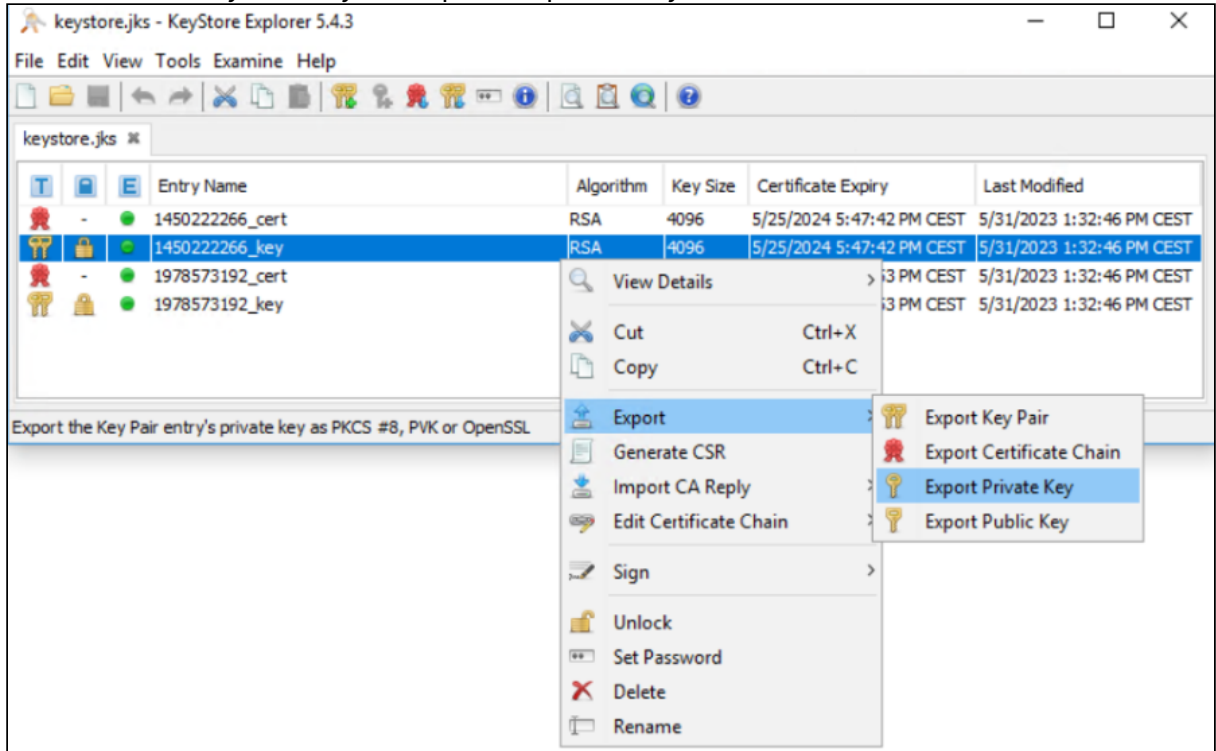 keystore.jks - KeyStore Explorer 5.4.3
File Edit View Tools Examine Help
keystore.jks
T E Entry Name Algorithm Key Size Certificate Expiry Last Modified
- 1450222266_cert RSA 4096 5/25/2024 5:47:42 PM CEST 5/31/2023 1:32:46 PM CEST
1450222266_key RSA 4096 5/25/2024 5:47:42 PM CEST 5/31/2023 1:32:46 PM CEST
- 1978573192_cert 3 PM CEST 5/31/2023 1:32:46 PM CEST
1978573192_key 3 PM CEST 5/31/2023 1:32:46 PM CEST
View Details
Cut Ctrl+X
Copy Ctrl+C
Export
Generate CSR
Import CA Reply
Edit Certificate Chain
Sign
Unlock
Set Password
Delete
Rename
Export Key Pair
Export Certificate Chain
Export Private Key
Export Public Key
Export the Key Pair entry's private key as PKCS #8, PVK or OpenSSL